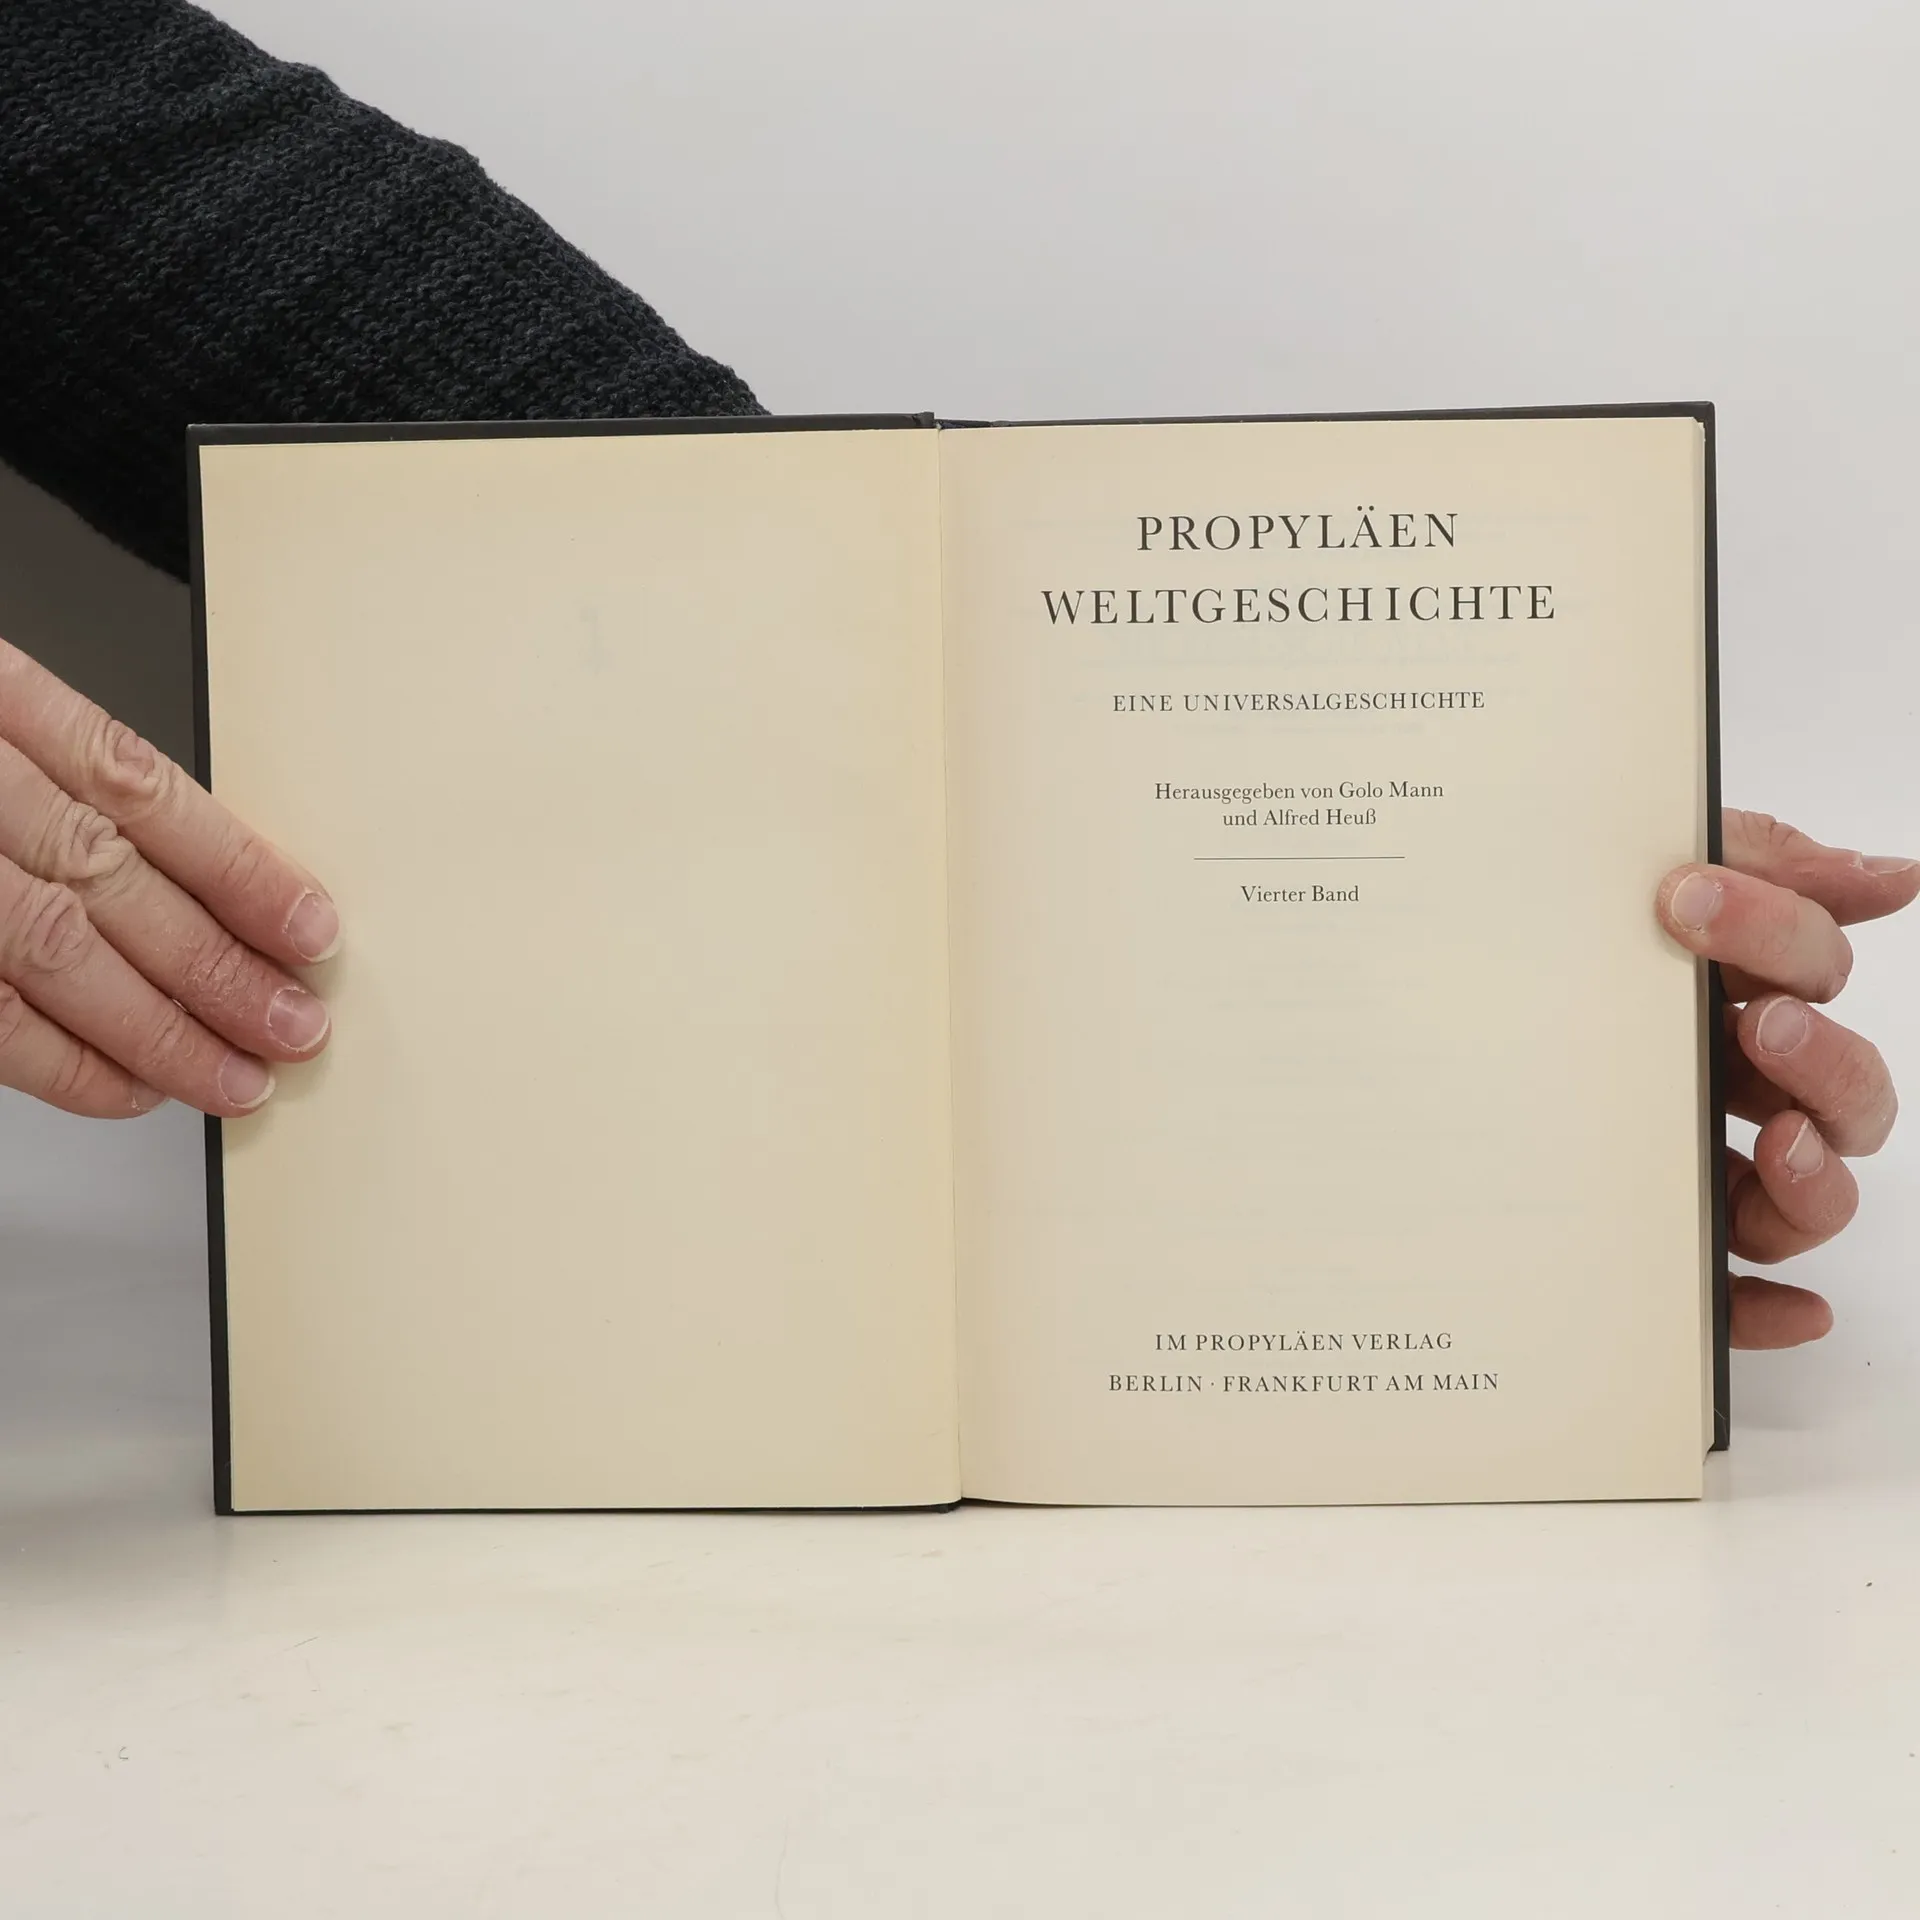 PROPYLÄEN
WELTGESCHICHTE
EINE UNIVERSALGESCHICHTE
Herausgegeben von Golo Mann
und Alfred Heuß
Vierter Band
IM PROPYLÄEN VERLAG
BERLIN · FRANKFURT AM MAIN